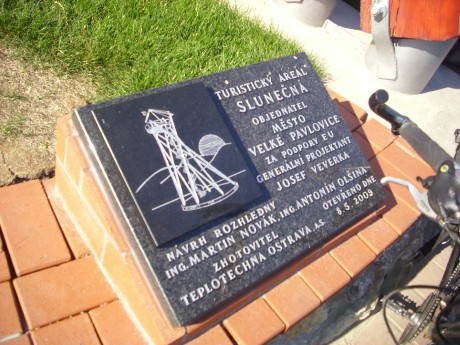 TURISTICKÝ AREÁL
SLUNEČNA
OBJEDNATEL
MĚSTO
VELKÉ PAVLOVICE
ZA PODPORY EU
GENERÁLNÍ PROJEKTANT
JOSEF VEVERKA
NÁVRH ROZHLEDNY
ING. MARTIN NOVÁK, ING. ANTONÍN OLŠINA
ZHOTOVITEL
OTEVŘENO DNE
TEPLOTECHNA OSTRAVA a.s.
8.5.2009